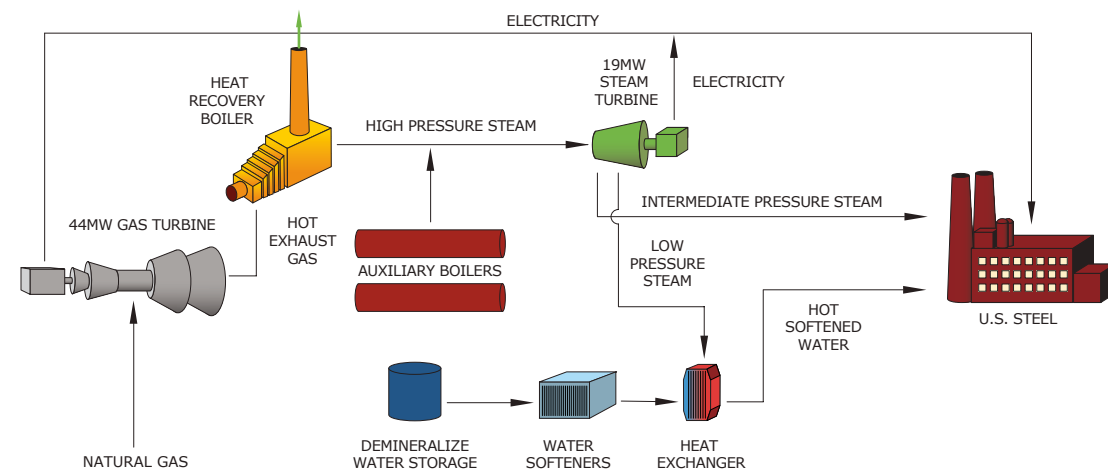 ELECTRICITY
HEAT
RECOVERY
BOILER
19MW
STEAM
TURBINE
ELECTRICITY
HIGH PRESSURE STEAM
INTERMEDIATE PRESSURE STEAM
44MW GAS TURBINE
HOT
EXHAUST
GAS
AUXILIARY BOILERS
LOW
PRESSURE
STEAM
HOT
SOFTENED
WATER
U.S. STEEL
NATURAL GAS
DEMINERALIZE
WATER STORAGE
WATER
SOFTENERS
HEAT
EXCHANGER